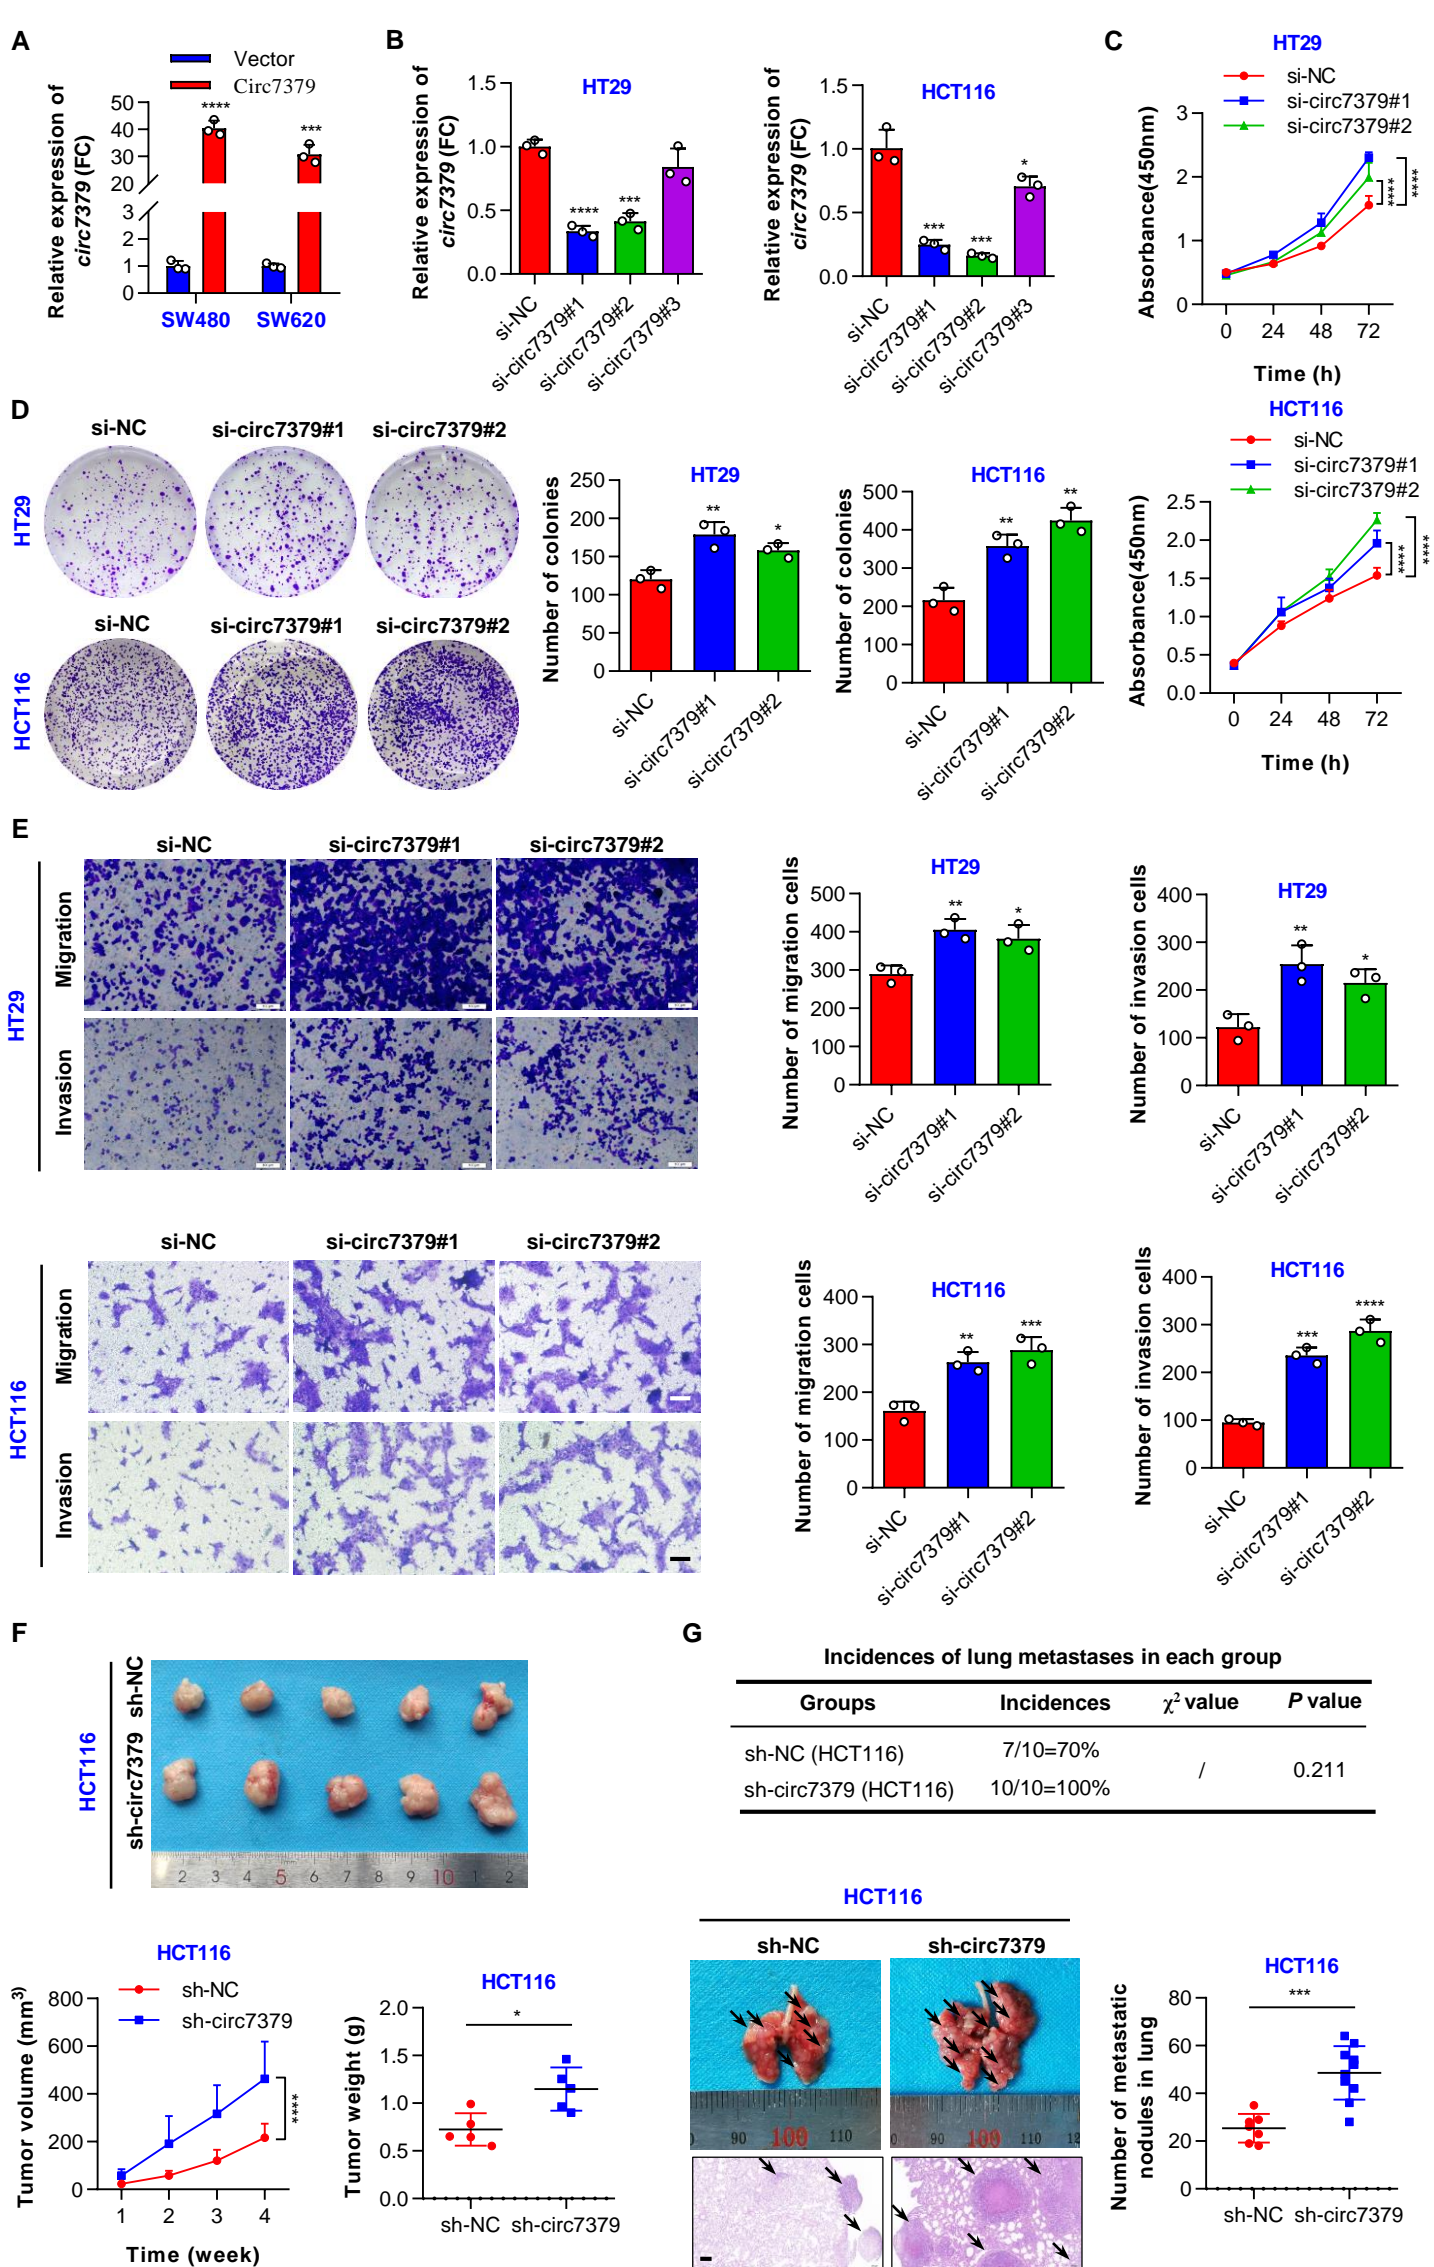 A
Vector
Circ7379
Relative expression of
circ7379 (FC)
50
40
30
20
3
2
1
0
****
***
SW480
SW620
B
HT29
Relative expression of
circ7379 (FC)
1.5
1.0
0.5
0.0
****
***
si-NC
si-circ7379#1
si-circ7379#2
si-circ7379#3
HCT116
Relative expression of
circ7379 (FC)
1.5
1.0
0.5
0.0
***
***
*
si-NC
si-circ7379#1
si-circ7379#2
si-circ7379#3
C
HT29
si-NC
si-circ7379#1
si-circ7379#2
Absorbance(450nm)
3
2
1
0
****
****
0 24 48 72
Time (h)
HCT116
si-NC
si-circ7379#1
si-circ7379#2
Absorbance(450nm)
2.5
2.0
1.5
1.0
0.5
0.0
****
****
0 24 48 72
Time (h)
D
si-NC si-circ7379#1 si-circ7379#2
HT29
si-NC si-circ7379#1 si-circ7379#2
HCT116
HT29
Number of colonies
250
200
150
100
50
0
**
*
si-NC
si-circ7379#1
si-circ7379#2
HCT116
Number of colonies
500
400
300
200
100
0
**
**
si-NC
si-circ7379#1
si-circ7379#2
E
si-NC si-circ7379#1 si-circ7379#2
HT29
Migration
Invasion
HT29
Number of migration cells
500
400
300
200
100
0
**
*
si-NC
si-circ7379#1
si-circ7379#2
HT29
Number of invasion cells
400
300
200
100
0
**
*
si-NC
si-circ7379#1
si-circ7379#2
si-NC si-circ7379#1 si-circ7379#2
HCT116
Migration
Invasion
HCT116
Number of migration cells
400
300
200
100
0
**
***
si-NC
si-circ7379#1
si-circ7379#2
HCT116
Number of invasion cells
400
300
200
100
0
***
****
si-NC
si-circ7379#1
si-circ7379#2
F
HCT116
sh-NC
sh-circ7379
2 3 4 5 6 7 8 9 10 1 2
HCT116
sh-NC
sh-circ7379
Tumor volume (mm³)
800
600
400
200
0
****
1 2 3 4
Time (week)
HCT116
Tumor weight (g)
2.0
1.5
1.0
0.5
0.0
*
sh-NC sh-circ7379
G
Incidences of lung metastases in each group
Groups Incidences χ² value P value
sh-NC (HCT116) 7/10=70%
/ 0.211
sh-circ7379 (HCT116) 10/10=100%
HCT116
sh-NC sh-circ7379
90 100 110
90 100 110
HCT116
Number of metastatic
nodules in lung
80
60
40
20
0
***
sh-NC sh-circ7379